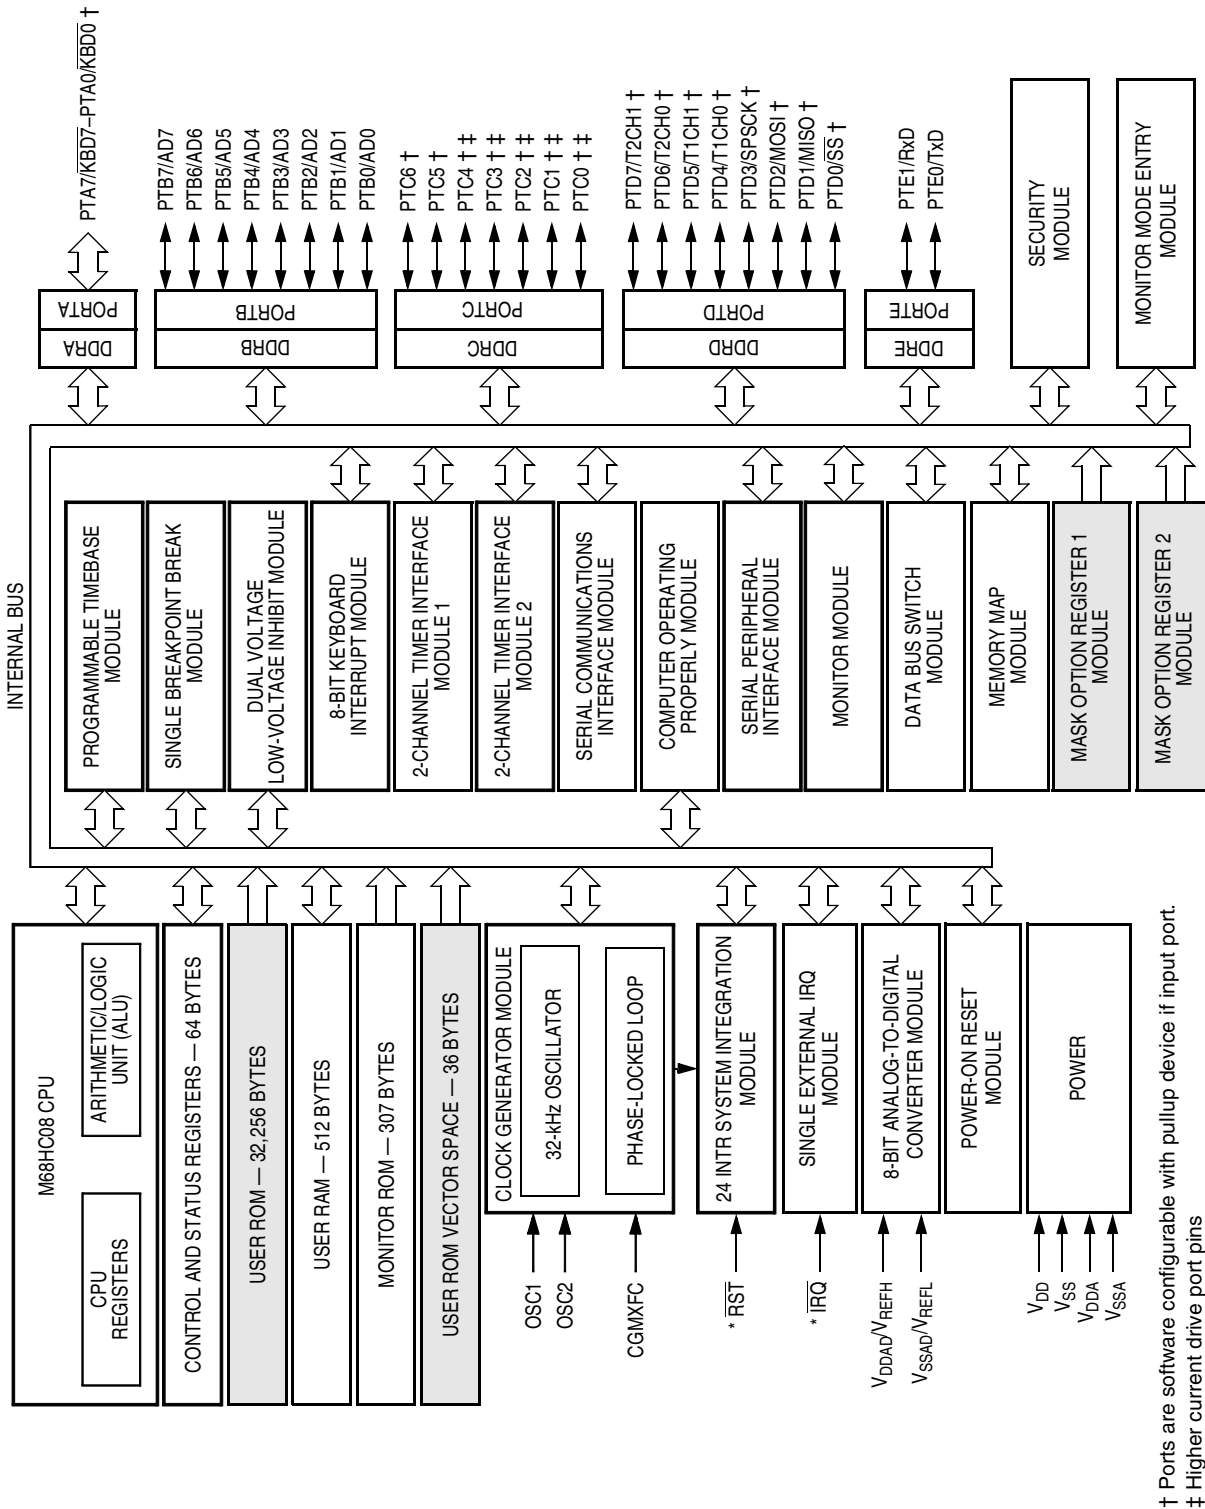 INTERNAL BUS
M68HC08 CPU
CPU
REGISTERS
ARITHMETIC/LOGIC
UNIT (ALU)
CONTROL AND STATUS REGISTERS — 64 BYTES
USER ROM — 32,256 BYTES
USER RAM — 512 BYTES
MONITOR ROM — 307 BYTES
USER ROM VECTOR SPACE — 36 BYTES
CLOCK GENERATOR MODULE
32-kHz OSCILLATOR
PHASE-LOCKED LOOP
OSC1
OSC2
CGMXFC
24 INTR SYSTEM INTEGRATION
MODULE
* RST
SINGLE EXTERNAL IRQ
MODULE
* IRQ
8-BIT ANALOG-TO-DIGITAL
CONVERTER MODULE
VDDAD/VREFH
VSSAD/VREFL
POWER-ON RESET
MODULE
POWER
VDD
VSS
VDDA
VSSA
PROGRAMMABLE TIMEBASE
MODULE
SINGLE BREAKPOINT BREAK
MODULE
DUAL VOLTAGE
LOW-VOLTAGE INHIBIT MODULE
8-BIT KEYBOARD
INTERRUPT MODULE
2-CHANNEL TIMER INTERFACE
MODULE 1
2-CHANNEL TIMER INTERFACE
MODULE 2
SERIAL COMMUNICATIONS
INTERFACE MODULE
COMPUTER OPERATING
PROPERLY MODULE
SERIAL PERIPHERAL
INTERFACE MODULE
MONITOR MODULE
DATA BUS SWITCH
MODULE
MEMORY MAP
MODULE
MASK OPTION REGISTER 1
MODULE
MASK OPTION REGISTER 2
MODULE
DDRA
PORTA
PTA7/KBD7–PTA0/KBD0 †
DDRB
PORTB
PTB7/AD7
PTB6/AD6
PTB5/AD5
PTB4/AD4
PTB3/AD3
PTB2/AD2
PTB1/AD1
PTB0/AD0
DDRC
PORTC
PTC6 †
PTC5 †
PTC4 † ‡
PTC3 † ‡
PTC2 † ‡
PTC1 † ‡
PTC0 † ‡
DDRD
PORTD
PTD7/T2CH1 †
PTD6/T2CH0 †
PTD5/T1CH1 †
PTD4/T1CH0 †
PTD3/SPSCK †
PTD2/MOSI †
PTD1/MISO †
PTD0/SS †
DDRE
PORTE
PTE1/RxD
PTE0/TxD
SECURITY
MODULE
MONITOR MODE ENTRY
MODULE
† Ports are software configurable with pullup device if input port.
‡ Higher current drive port pins